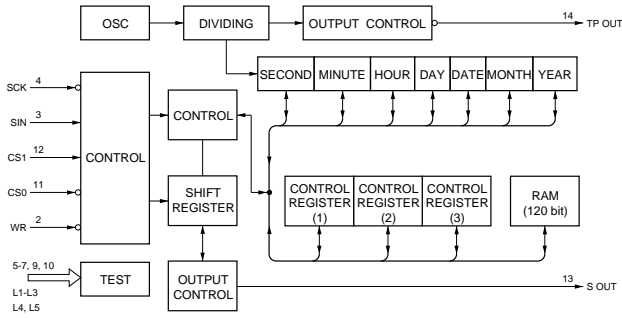 OSC
DIVIDING
OUTPUT CONTROL
14
TP OUT
SECOND
MINUTE
HOUR
DAY
DATE
MONTH
YEAR
SCK
4
SIN
3
CS1
12
CS0
11
WR
2
CONTROL
CONTROL
SHIFT
REGISTER
CONTROL
REGISTER
(1)
CONTROL
REGISTER
(2)
CONTROL
REGISTER
(3)
RAM
(120 bit)
5-7, 9, 10
L1-L3
L4, L5
TEST
OUTPUT
CONTROL
13
S OUT